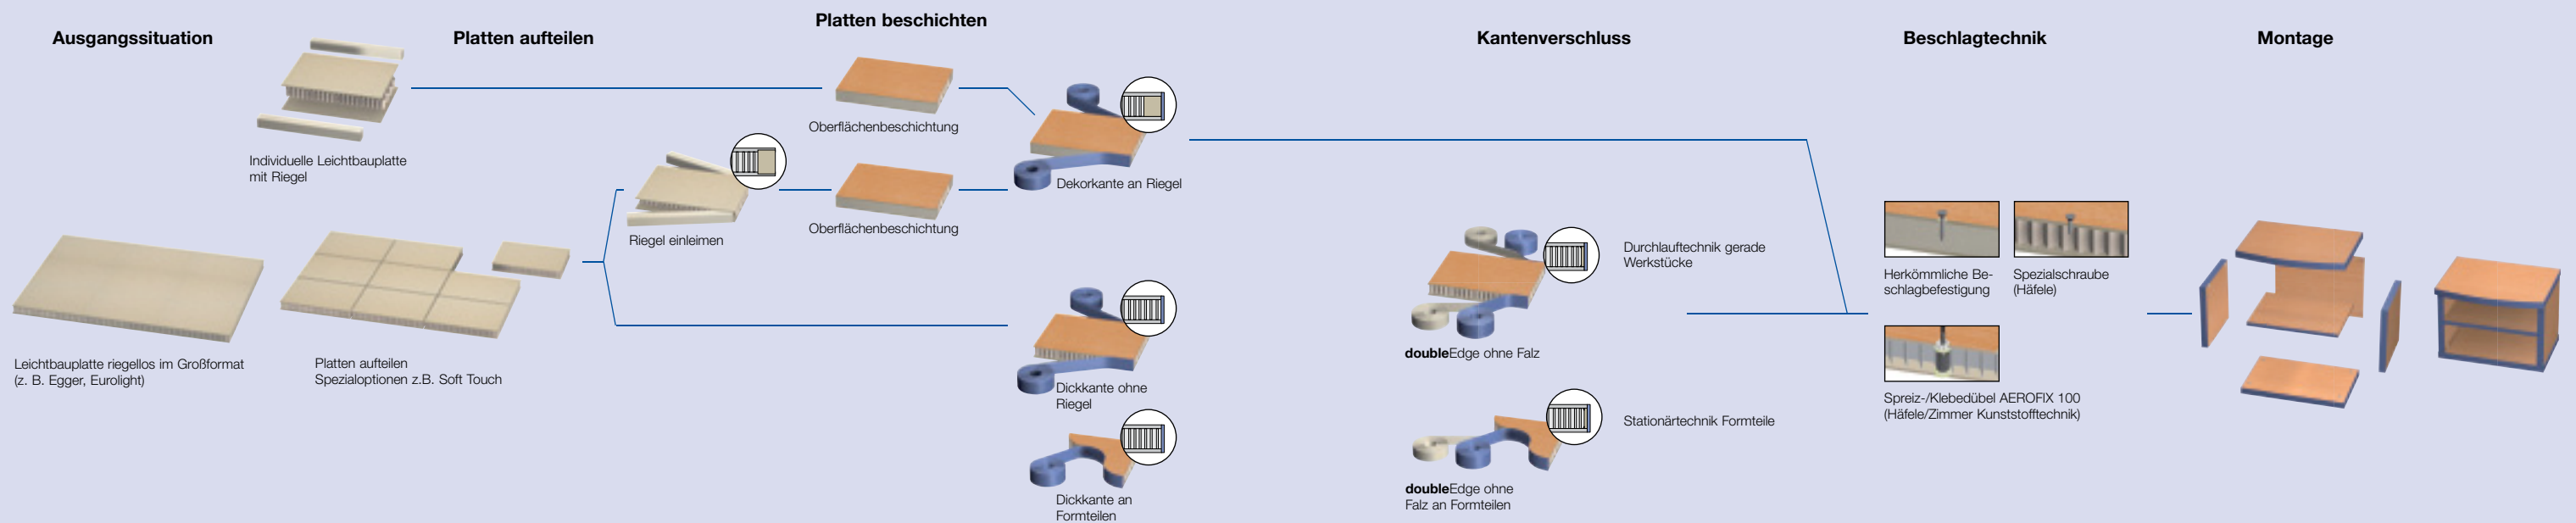 Ausgangssituation
Platten aufteilen
Platten beschichten
Kantenverschluss
Beschlagtechnik
Montage
Individuelle Leichtbauplatte
mit Riegel
Leichtbauplatte riegellos im Großformat
(z. B. Egger, Eurolight)
Platten aufteilen
Spezialoptionen z.B. Soft Touch
Riegel einleimen
Oberflächenbeschichtung
Oberflächenbeschichtung
Dekorkante an Riegel
Dickkante ohne
Riegel
Dickkante an
Formteilen
doubleEdge ohne Falz
Durchlauftechnik gerade
Werkstücke
doubleEdge ohne
Falz an Formteilen
Stationärtechnik Formteile
Herkömmliche Be-
schlagbefestigung
Spezialschraube
(Häfele)
Spreiz-/Klebedübel AEROFIX 100
(Häfele/Zimmer Kunststofftechnik)